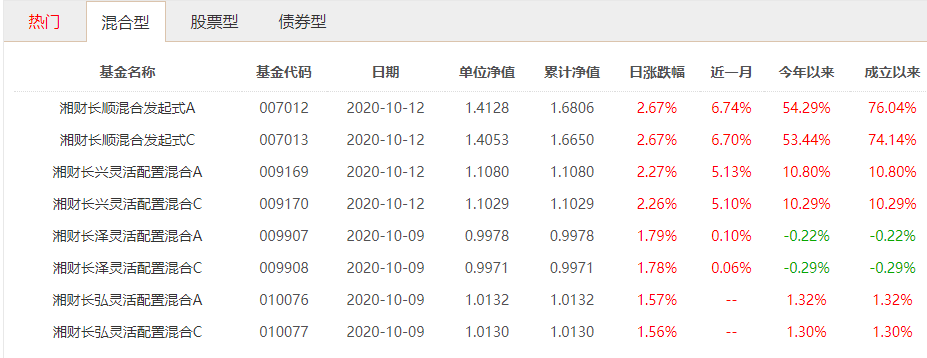 热门 混合型 股票型 债券型
基金名称 基金代码 日期 单位净值 累计净值 日涨跌幅 近一月 今年以来 成立以来
湘财长顺混合发起式A 007012 2020-10-12 1.4128 1.6806 2.67% 6.74% 54.29% 76.04%
湘财长顺混合发起式C 007013 2020-10-12 1.4053 1.6650 2.67% 6.70% 53.44% 74.14%
湘财长兴灵活配置混合A 009169 2020-10-12 1.1080 1.1080 2.27% 5.13% 10.80% 10.80%
湘财长兴灵活配置混合C 009170 2020-10-12 1.1029 1.1029 2.26% 5.10% 10.29% 10.29%
湘财长泽灵活配置混合A 009907 2020-10-09 0.9978 0.9978 1.79% 0.10% -0.22% -0.22%
湘财长泽灵活配置混合C 009908 2020-10-09 0.9971 0.9971 1.78% 0.06% -0.29% -0.29%
湘财长弘灵活配置混合A 010076 2020-10-09 1.0132 1.0132 1.57% -- 1.32% 1.32%
湘财长弘灵活配置混合C 010077 2020-10-09 1.0130 1.0130 1.56% -- 1.30% 1.30%